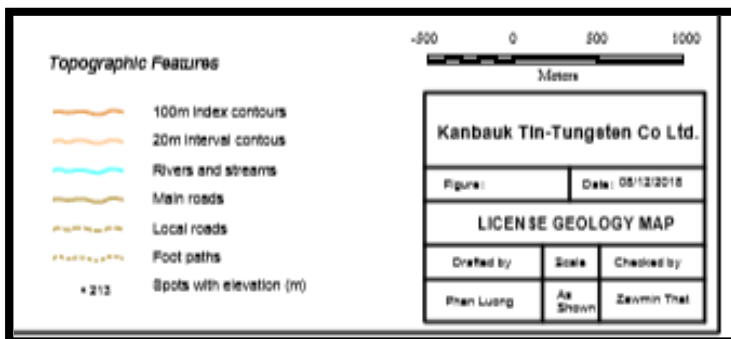 Topographic Features
100m Index contours
20m Interval contous
Rivers and streams
Main roads
Local roads
Foot paths
+ 213 Spots with elevation (m)
-500 0 500 1000
Meters
Kanbauk Tin-Tungsten Co Ltd.
Figure: Date: 08/12/2018
LICENSE GEOLOGY MAP
Drafted by Scale Checked by
Phan Luong As Shown Zawmin That